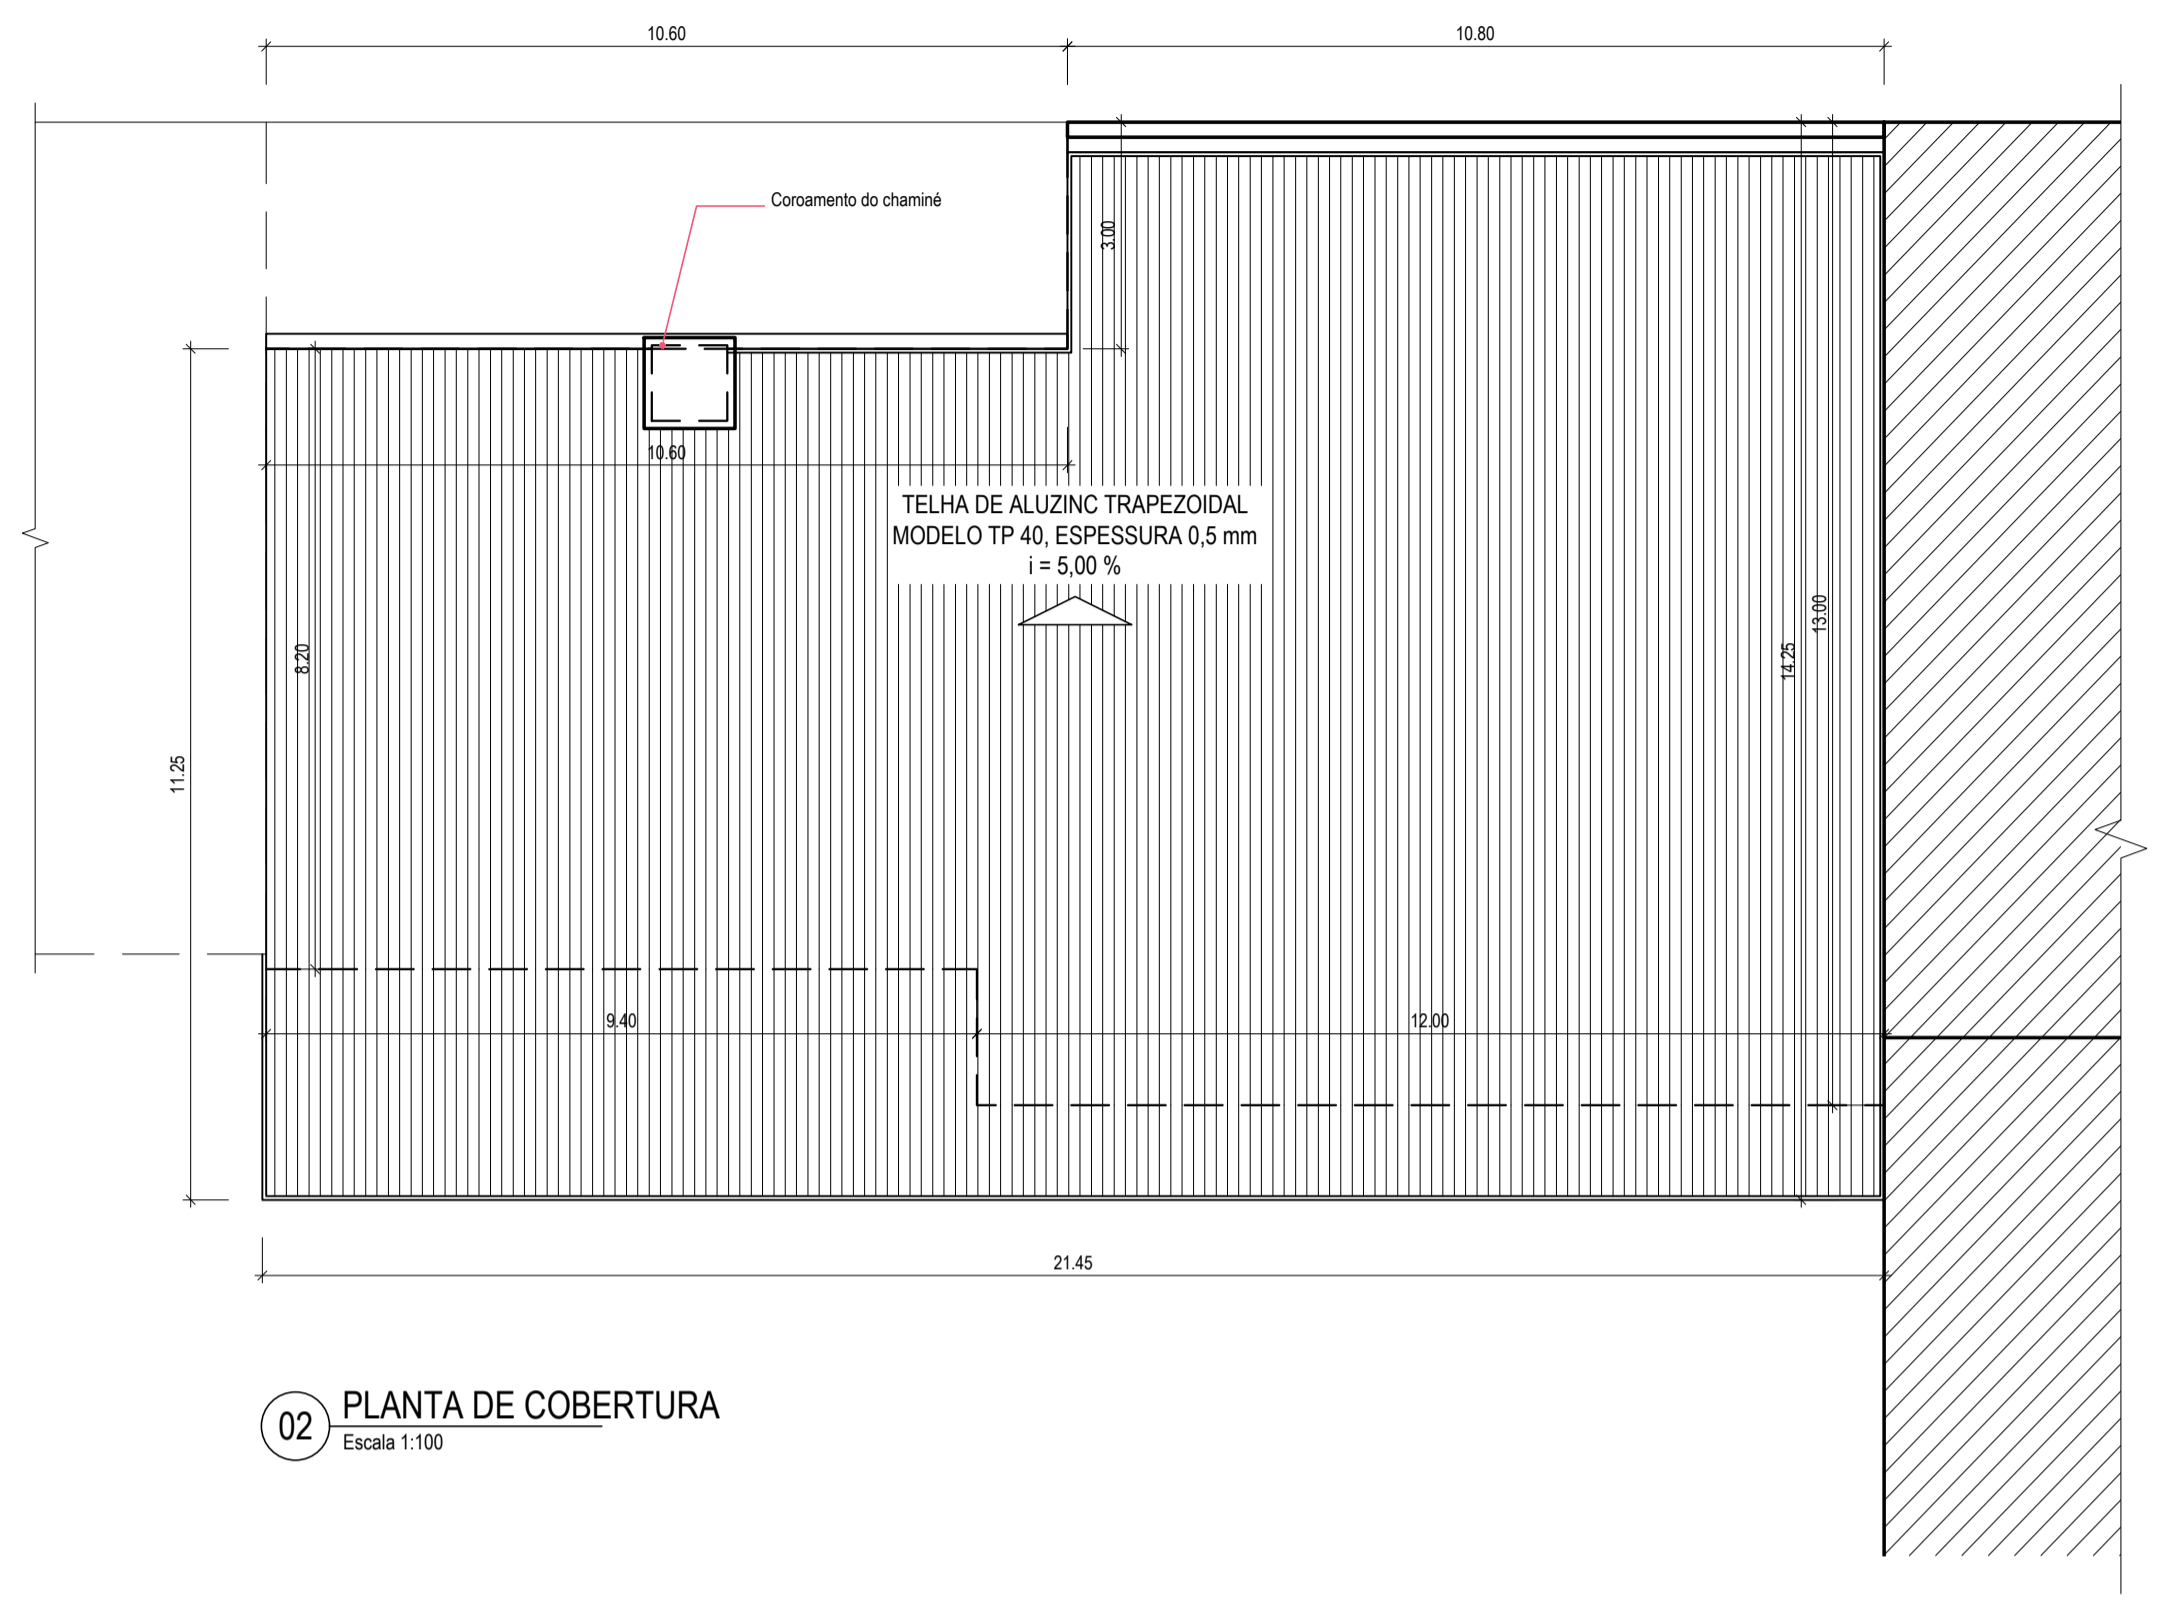 10.60
10.80
Coroamento do chaminé
3.00
10.60
TELHA DE ALUZINC TRAPEZOIDAL
MODELO TP 40, ESPESSURA 0,5 mm
i = 5,00 %
13.00
8.20
14.25
11.25
9.40
12.00
21.45
02
PLANTA DE COBERTURA
Escala 1:100